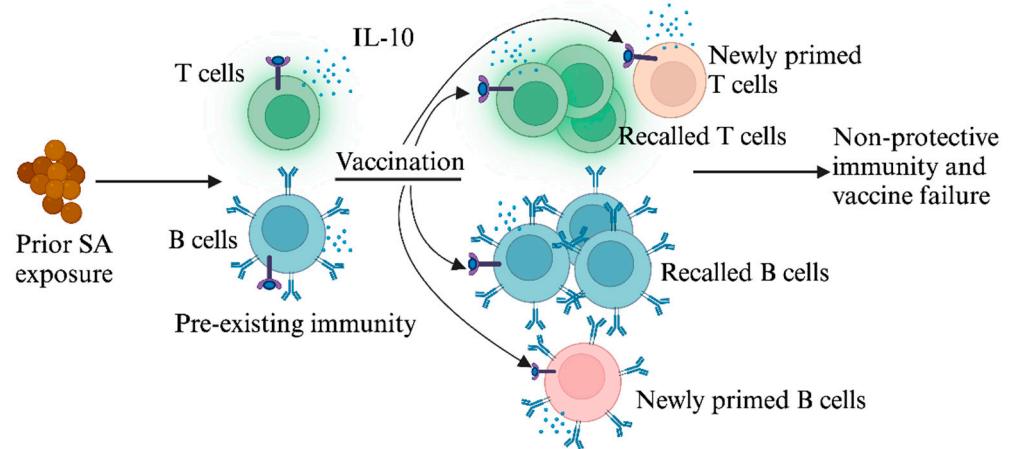 IL-10
T cells
Newly primed
T cells
Recalled T cells
Vaccination
Non-protective
immunity and
vaccine failure
Prior SA
exposure
B cells
Recalled B cells
Pre-existing immunity
Newly primed B cells